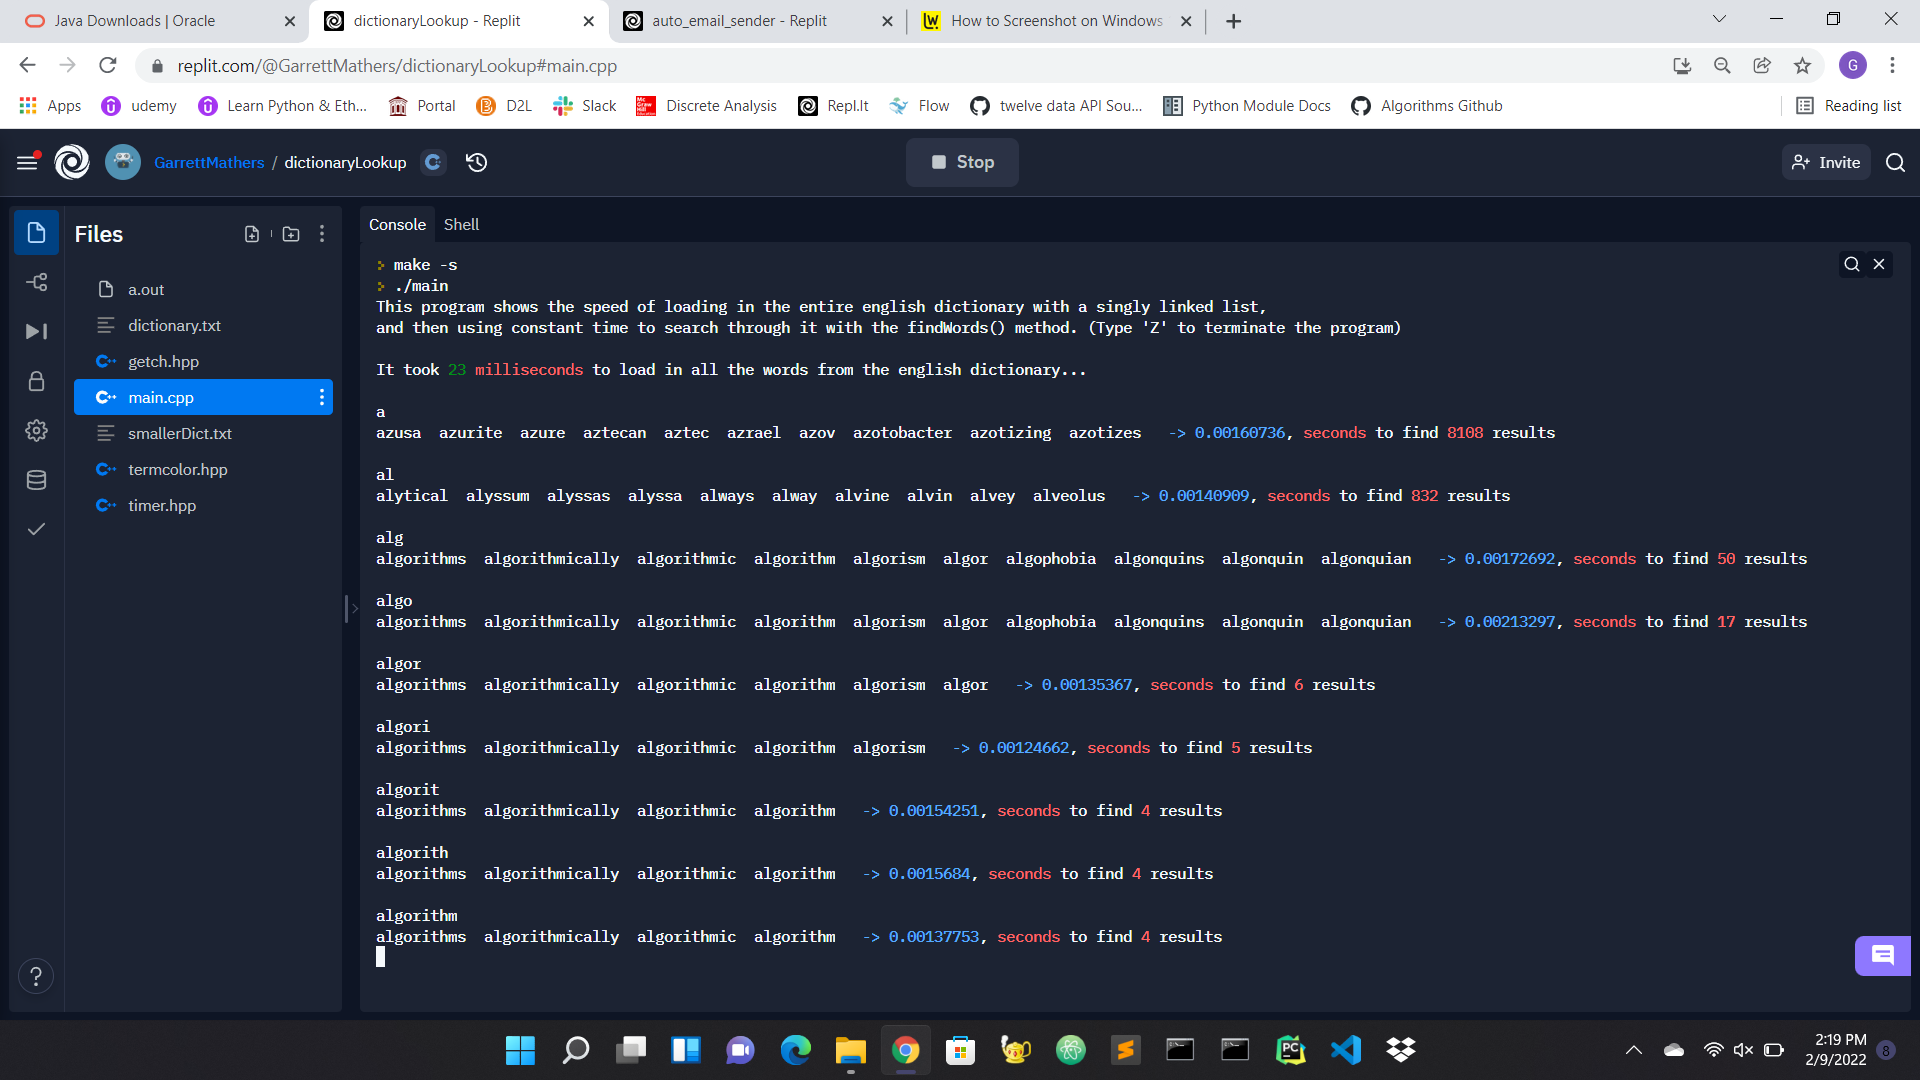 Java Downloads | Oracle
dictionaryLookup - Replit
auto_email_sender - Replit
How to Screenshot on Windows
replit.com/@GarrettMathers/dictionaryLookup#main.cpp
G
Apps
udemy
Learn Python & Eth...
Portal
D2L
Slack
Discrete Analysis
Repl.It
Flow
twelve data API Sou...
Python Module Docs
Algorithms Github
Reading list
GarrettMathers / dictionaryLookup
Stop
Invite
Files
a.out
dictionary.txt
getch.hpp
main.cpp
smallerDict.txt
termcolor.hpp
timer.hpp
Console
Shell
> make -s
> ./main
This program shows the speed of loading in the entire english dictionary with a singly linked list,
and then using constant time to search through it with the findWords() method. (Type 'Z' to terminate the program)
It took 23 milliseconds to load in all the words from the english dictionary...
a
azusa azurite azure aztecan aztec azrael azov azotobacter azotizing azotizes -> 0.00160736, seconds to find 8108 results
al
alytical alyssum alyssas alyssa always alway alvine alvin alvey alveolus -> 0.00140909, seconds to find 832 results
alg
algorithms algorithmically algorithmic algorithm algorism algor algophobia algonquins algonquin algonquian -> 0.00172692, seconds to find 50 results
algo
algorithms algorithmically algorithmic algorithm algorism algor algophobia algonquins algonquin algonquian -> 0.00213297, seconds to find 17 results
algor
algorithms algorithmically algorithmic algorithm algorism algor -> 0.00135367, seconds to find 6 results
algori
algorithms algorithmically algorithmic algorithm algorism -> 0.00124662, seconds to find 5 results
algorit
algorithms algorithmically algorithmic algorithm -> 0.00154251, seconds to find 4 results
algorith
algorithms algorithmically algorithmic algorithm -> 0.0015684, seconds to find 4 results
algorithm
algorithms algorithmically algorithmic algorithm -> 0.00137753, seconds to find 4 results
?
2:19 PM
2/9/2022
8